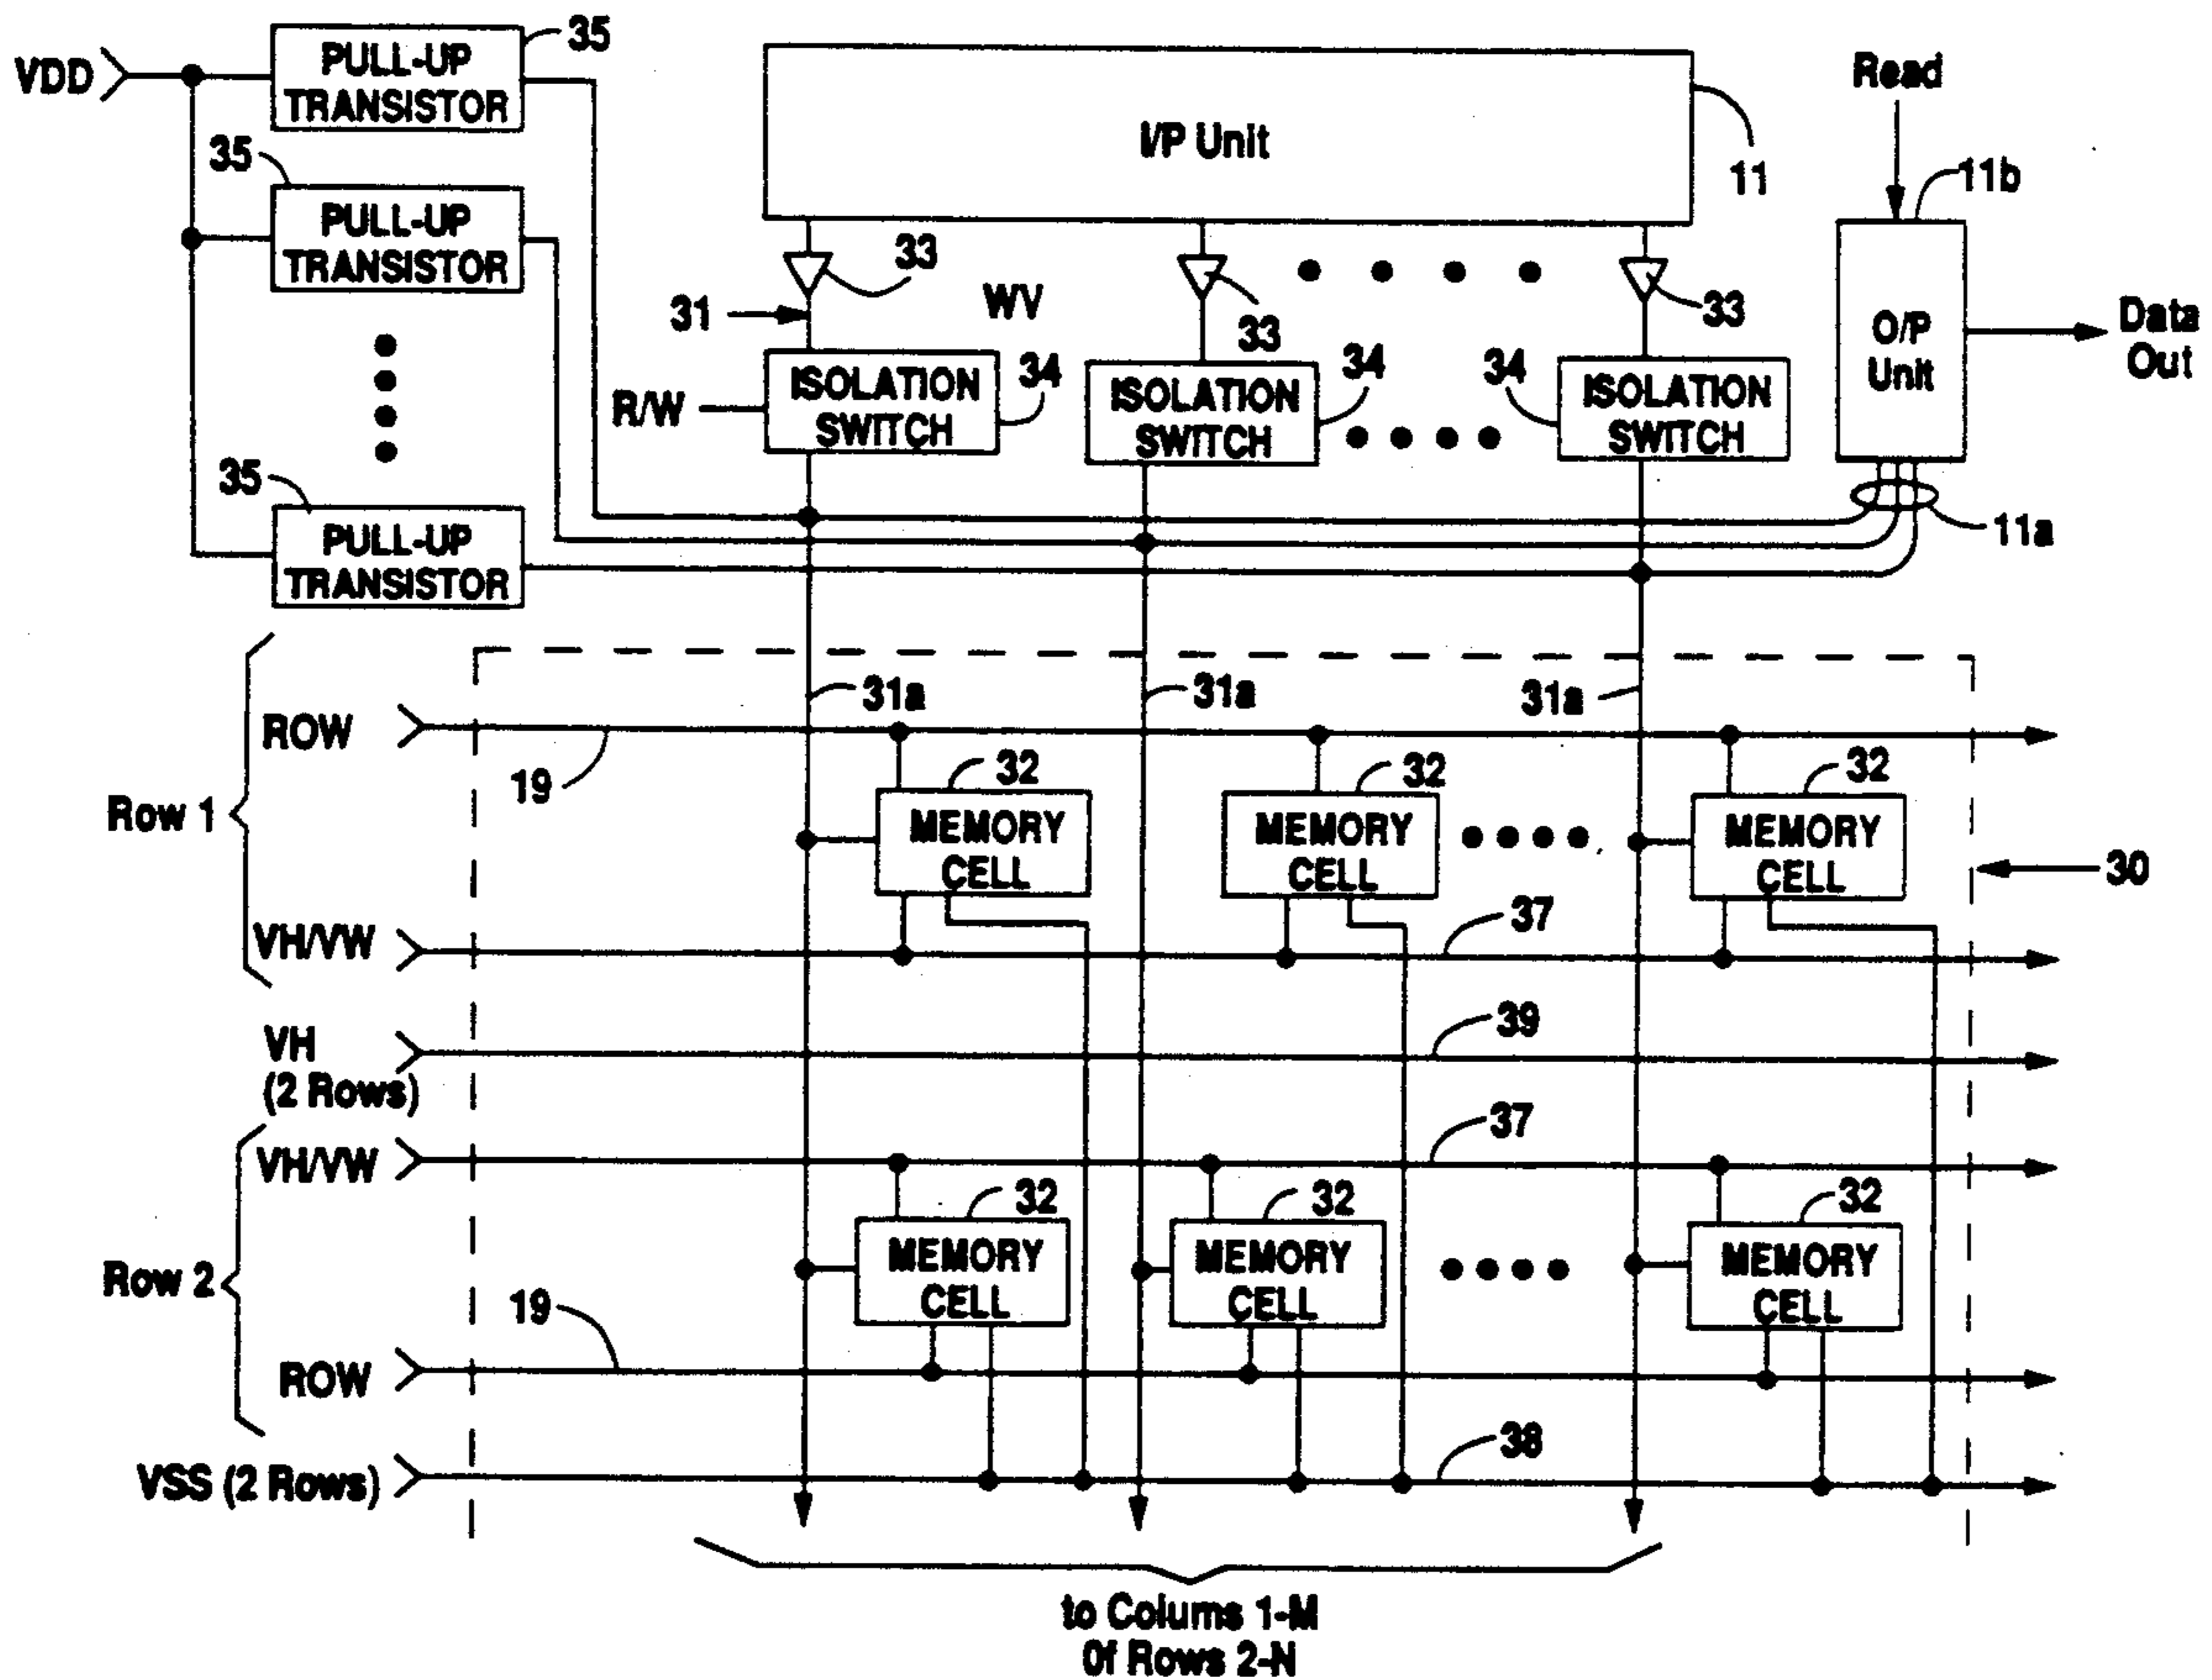 VDD
PULL-UP
TRANSISTOR
35
35
PULL-UP
TRANSISTOR
35
PULL-UP
TRANSISTOR
I/P Unit
11
Read
11b
O/P
Unit
Data
Out
11a
33
33
33
31
WV
R/W
ISOLATION
SWITCH
34
ISOLATION
SWITCH
34
34
ISOLATION
SWITCH
31a
31a
31a
Row 1
ROW
19
32
MEMORY
CELL
32
MEMORY
CELL
32
MEMORY
CELL
30
VH/VW
37
VH
(2 Rows)
39
Row 2
VH/VW
37
32
MEMORY
CELL
32
MEMORY
CELL
32
MEMORY
CELL
19
ROW
VSS (2 Rows)
38
to Colums 1-M
0f Rows 2-N